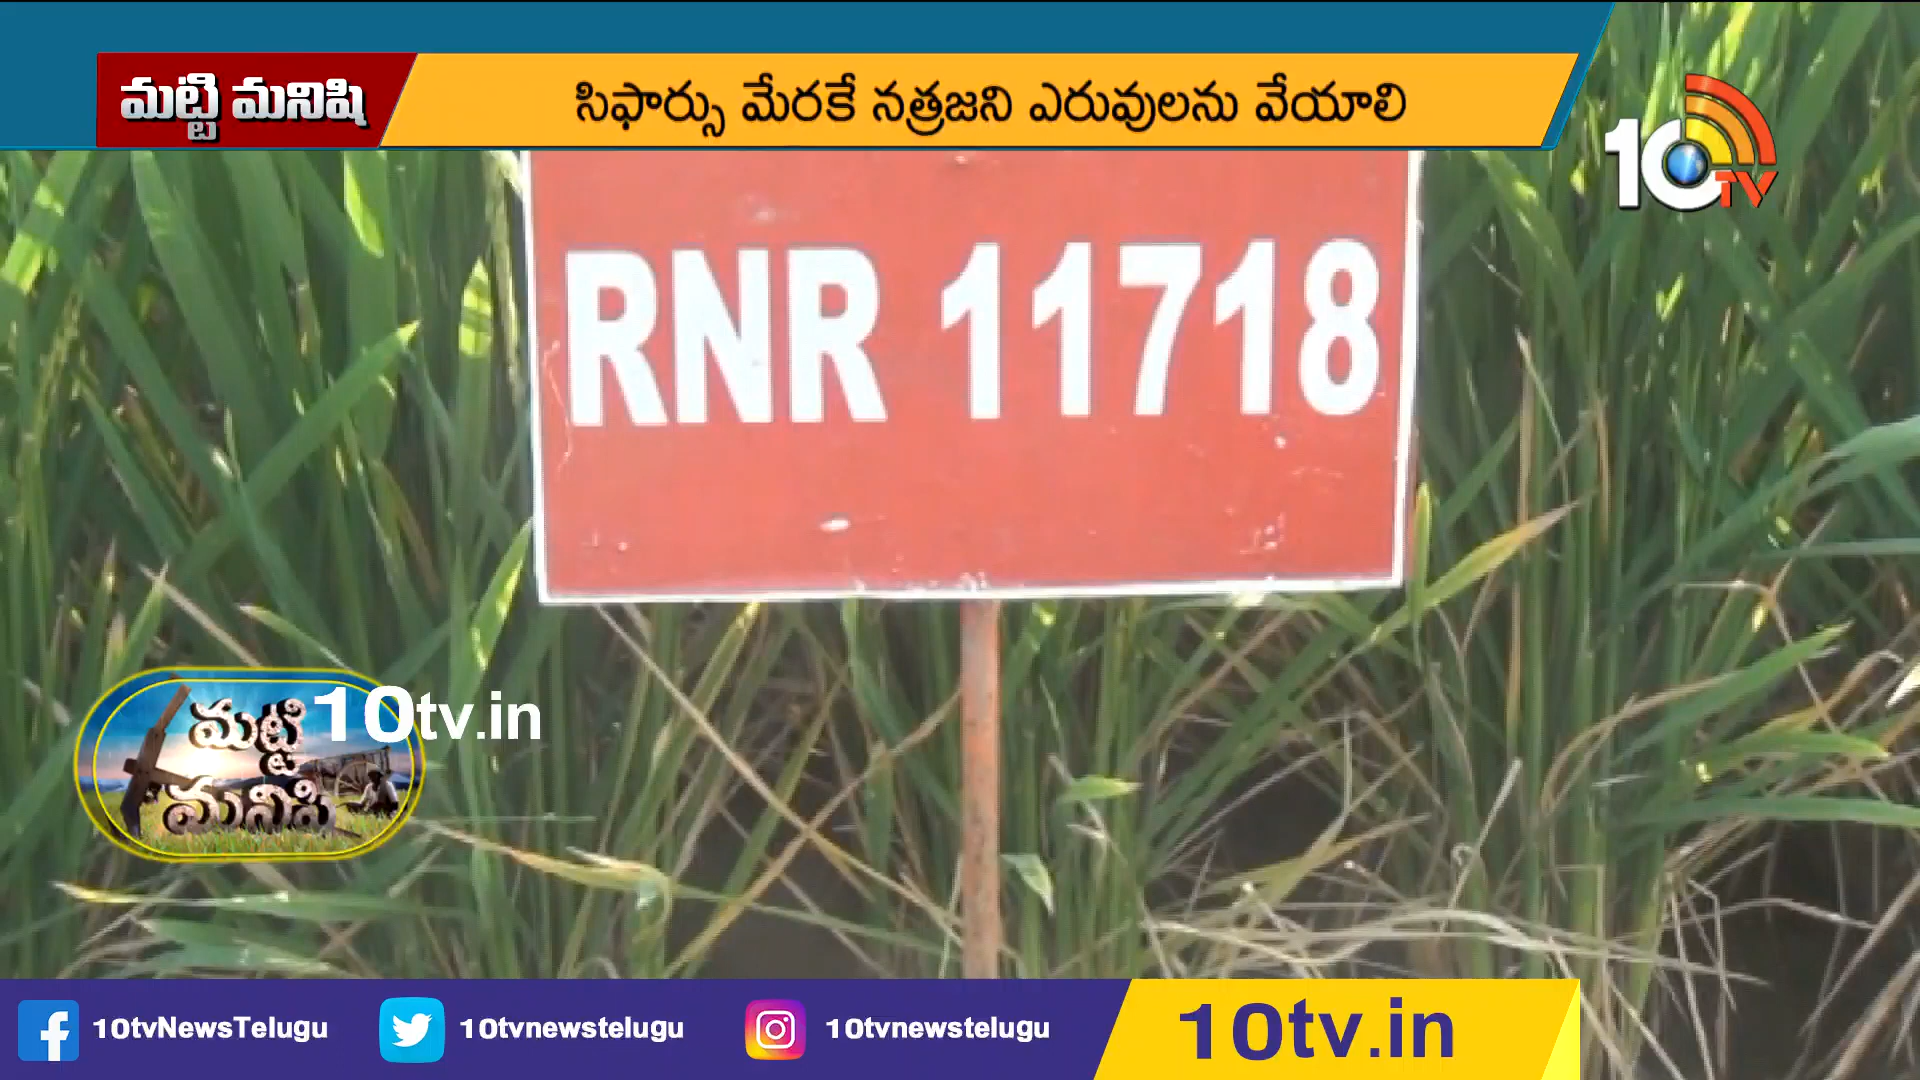 మట్టి మనిషి
సిఫార్సు మేరకే నత్రజని ఎరువులను వేయాలి
10TV
RNR 11718
మట్టి
మనిషి
10tv.in
10tvNewsTelugu
10tvnewstelugu
10tvnewstelugu
10tv.in